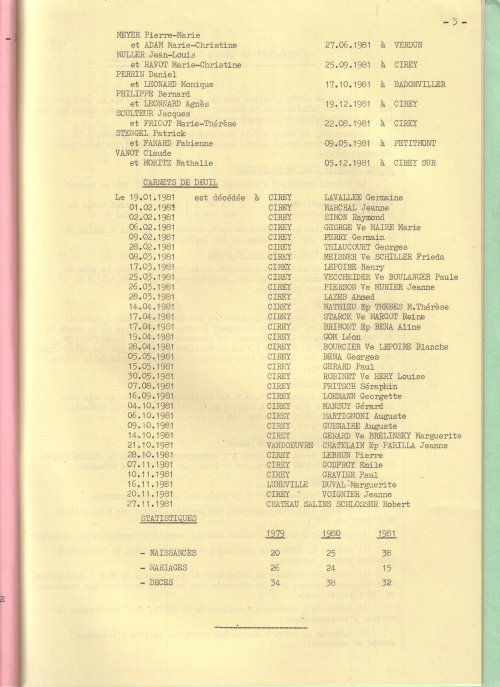 - 3 -
MEYER Pierre-Marie
et ADAM Marie-Christine 27.06.1981 à VERDUN
NULLER Jean-Louis
et RAVOT Marie-Christine 25.09.1981 à CIREY
PERRIN Daniel
et LEONARD Monique 17.10.1981 à BADONVILLER
PHILIPPE Bernard
et LEONNARD Agnès 19.12.1981 à CIREY
SCULTEUR Jacques
et FRICOT Marie-Thérèse 22.08.1981 à CIREY
STENGEL Patrick
et FANARD Fabienne 09.05.1981 à PETITMONT
VANOT Claude
et MORITZ Nathalie 05.12.1981 à CIREY SUR
CARNETS DE DEUIL
Le 19.01.1981 est décédée à CIREY LAVALLEE Germaine
01.02.1981 CIREY MARCHAL Jeanne
02.02.1981 CIREY SIMON Raymond
06.02.1981 CIREY GEORGE Ve MAIRE Marie
09.02.1981 CIREY FERRY Germain
28.02.1981 CIREY THIAUCOURT Georges
08.03.1981 CIREY MEISNER Ve SCHILLER Frieda
17.03.1981 CIREY LEPOIRE Henry
25.03.1981 CIREY VECCHEIDER Ve BOULANGER Paule
26.03.1981 CIREY PIERSON Ve MUNIER Jeanne
28.03.1981 CIREY LAZEB Ahmed
14.04.1981 CIREY MATHIEU Ep TREBES M.Thérèse
17.04.1981 CIREY STARCK Ve MARGOT Reine
17.04.1981 CIREY BRIMONT Ep BENA Aline
19.04.1981 CIREY GOM Léon
28.04.1981 CIREY BOURCIER Ve LEPOIRE Blanche
05.05.1981 CIREY BENA Georges
15.05.1981 CIREY GERARD Paul
30.05.1981 CIREY ROBINET Ve HERY Louise
07.08.1981 CIREY FRITSCH Séraphin
16.09.1981 CIREY LOHMANN Georgette
04.10.1981 CIREY MANSUY Gérard
06.10.1981 CIREY MARTIGNONI Auguste
09.10.1981 CIREY GUENAIRE Auguste
14.10.1981 CIREY GERARD Ve BRELINSKY Marguerite
21.10.1981 VANDOEUVRE CHATELAIN Ep PARILLA Jeanne
28.10.1981 CIREY LEBRUN Pierre
07.11.1981 CIREY GODFROY Emile
10.11.1981 CIREY GRAVIER Paul
16.11.1981 LUNEVILLE DUVAL Marguerite
20.11.1981 CIREY VOIGNIER Jeanne
27.11.1981 CHATEAU SALINS SCHLOSSER Robert
STATISTIQUES
1979 1980 1981
- NAISSANCES 20 25 38
- MARIAGES 26 24 15
- DECES 34 38 32
E